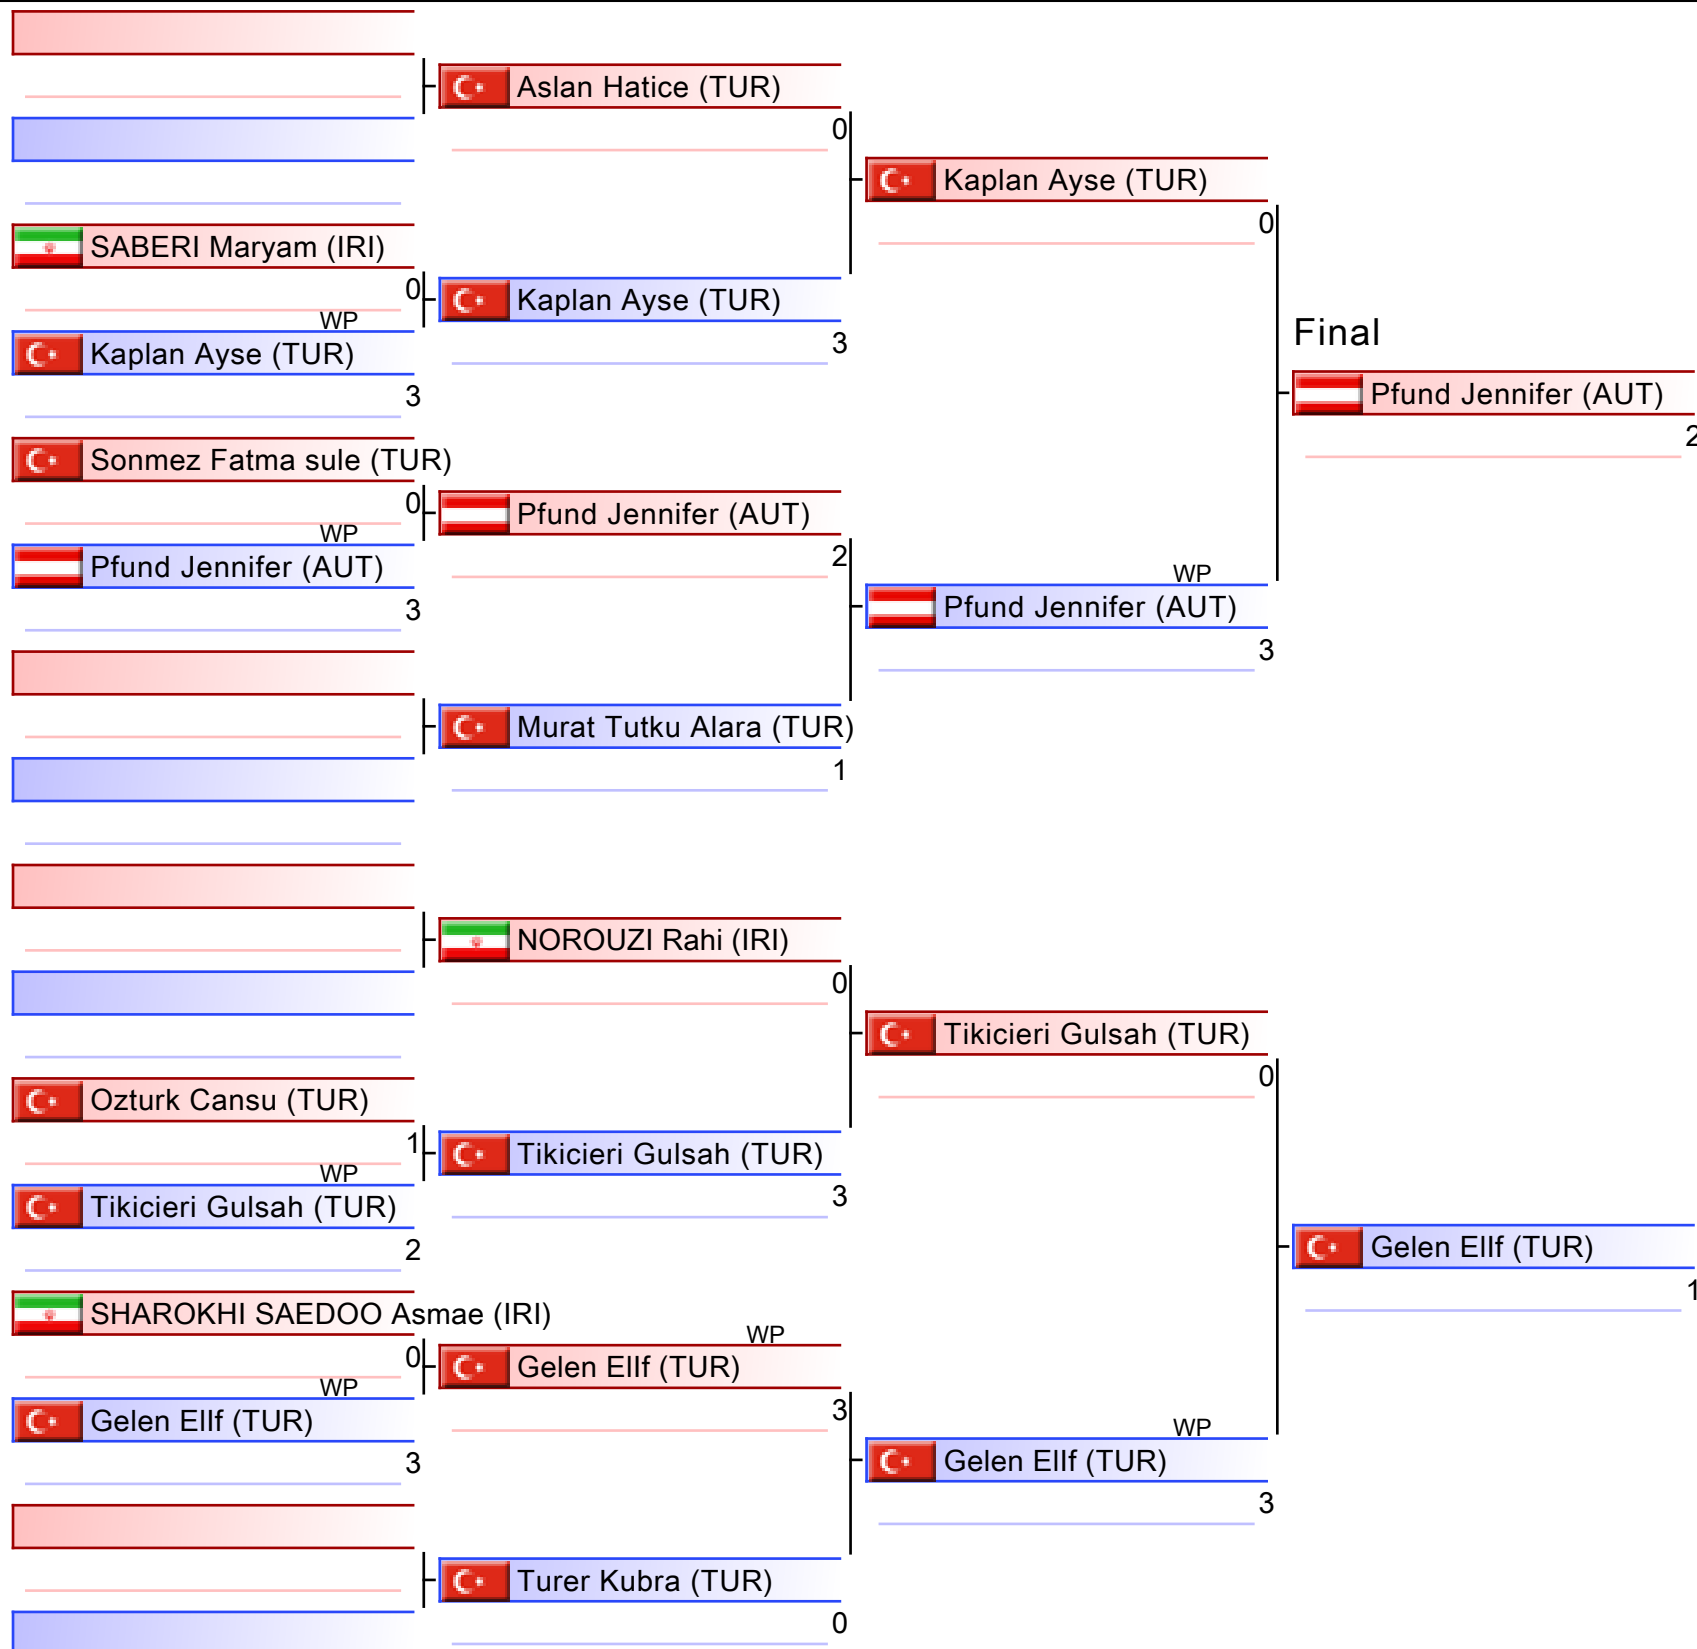 Aslan Hatice (TUR)
0
Kaplan Ayse (TUR)
0
SABERI Maryam (IRI)
0
Kaplan Ayse (TUR)
3
WP
Kaplan Ayse (TUR)
3
Final
Pfund Jennifer (AUT)
2
Sonmez Fatma sule (TUR)
0
Pfund Jennifer (AUT)
2
WP
Pfund Jennifer (AUT)
3
WP
Pfund Jennifer (AUT)
3
Murat Tutku Alara (TUR)
1
NOROUZI Rahi (IRI)
0
Tikicieri Gulsah (TUR)
0
Ozturk Cansu (TUR)
1
Tikicieri Gulsah (TUR)
3
WP
Tikicieri Gulsah (TUR)
2
Gelen Ellf (TUR)
1
SHAROKHI SAEDOO Asmae (IRI)
0
WP
Gelen Ellf (TUR)
3
WP
Gelen Ellf (TUR)
3
WP
Gelen Ellf (TUR)
3
Turer Kubra (TUR)
0